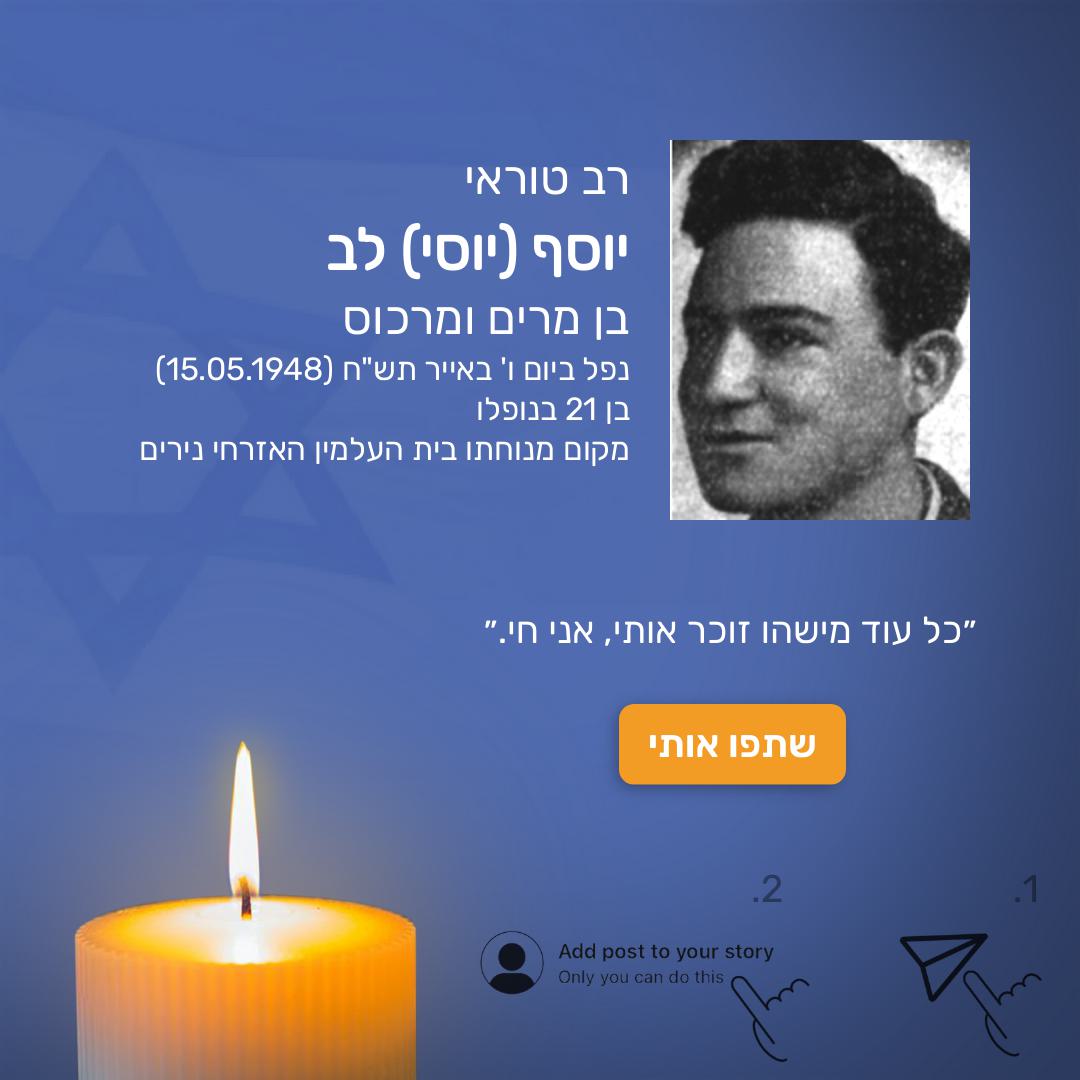 רב טוראי
יוסף (יוסי) לב
בן מרים ומרכוס
נפל ביום ו' באייר תש"ח (15.05.1948)
בן 21 בנופלו
מקום מנוחתו בית העלמין האזרחי נירים
״כל עוד מישהו זוכר אותי, אני חי.״
שתפו אותי
1.
2.
Add post to your story
Only you can do this